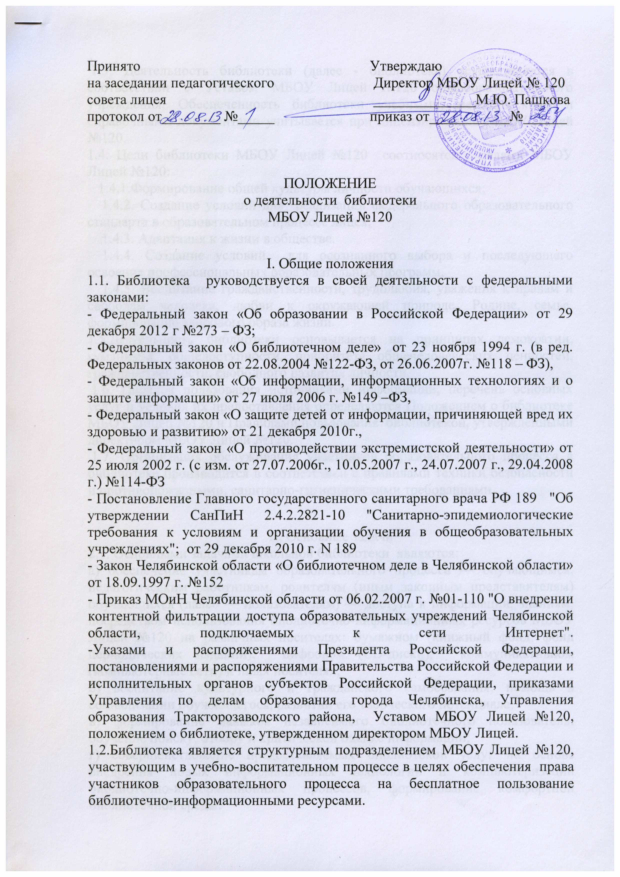 Принято Утверждаю
на заседании педагогического Директор МБОУ Лицей № 120
совета лицея М.Ю. Пашкова
протокол от 28.08.13 № 1 приказ от 28.08.13 №
ПОЛОЖЕНИЕ
о деятельности библиотеки
МБОУ Лицей №120
I. Общие положения
1.1. Библиотека руководствуется в своей деятельности с федеральными
законами:
- Федеральный закон «Об образовании в Российской Федерации» от 29
декабря 2012 г №273 – ФЗ;
- Федеральный закон «О библиотечном деле» от 23 ноября 1994 г. (в ред.
Федеральных законов от 22.08.2004 №122-ФЗ, от 26.06.2007г. №118 – ФЗ),
- Федеральный закон «Об информации, информационных технологиях и о
защите информации» от 27 июля 2006 г. №149 –ФЗ,
- Федеральный закон «О защите детей от информации, причиняющей вред их
здоровью и развитию» от 21 декабря 2010г.,
- Федеральный закон «О противодействии экстремистской деятельности» от
25 июля 2002 г. (с изм. от 27.07.2006г., 10.05.2007 г., 24.07.2007 г., 29.04.2008
г.) №114-ФЗ
- Постановление Главного государственного санитарного врача РФ 189 "Об
утверждении СанПиН 2.4.2.2821-10 "Санитарно-эпидемиологические
требования к условиям и организации обучения в общеобразовательных
учреждениях"; от 29 декабря 2010 г. N 189
- Закон Челябинской области «О библиотечном деле в Челябинской области»
от 18.09.1997 г. №152
- Приказ МОиН Челябинской области от 06.02.2007 г. №01-110 "О внедрении
контентной фильтрации доступа образовательных учреждений Челябинской
области, подключаемых к сети Интернет".
-Указами и распоряжениями Президента Российской Федерации,
постановлениями и распоряжениями Правительства Российской Федерации и
исполнительных органов субъектов Российской Федерации, приказами
Управления по делам образования города Челябинска, Управления
образования Тракторозаводского района, Уставом МБОУ Лицей №120,
положением о библиотеке, утвержденном директором МБОУ Лицей.
1.2.Библиотека является структурным подразделением МБОУ Лицей №120,
участвующим в учебно-воспитательном процессе в целях обеспечения права
участников образовательного процесса на бесплатное пользование
библиотечно-информационными ресурсами.